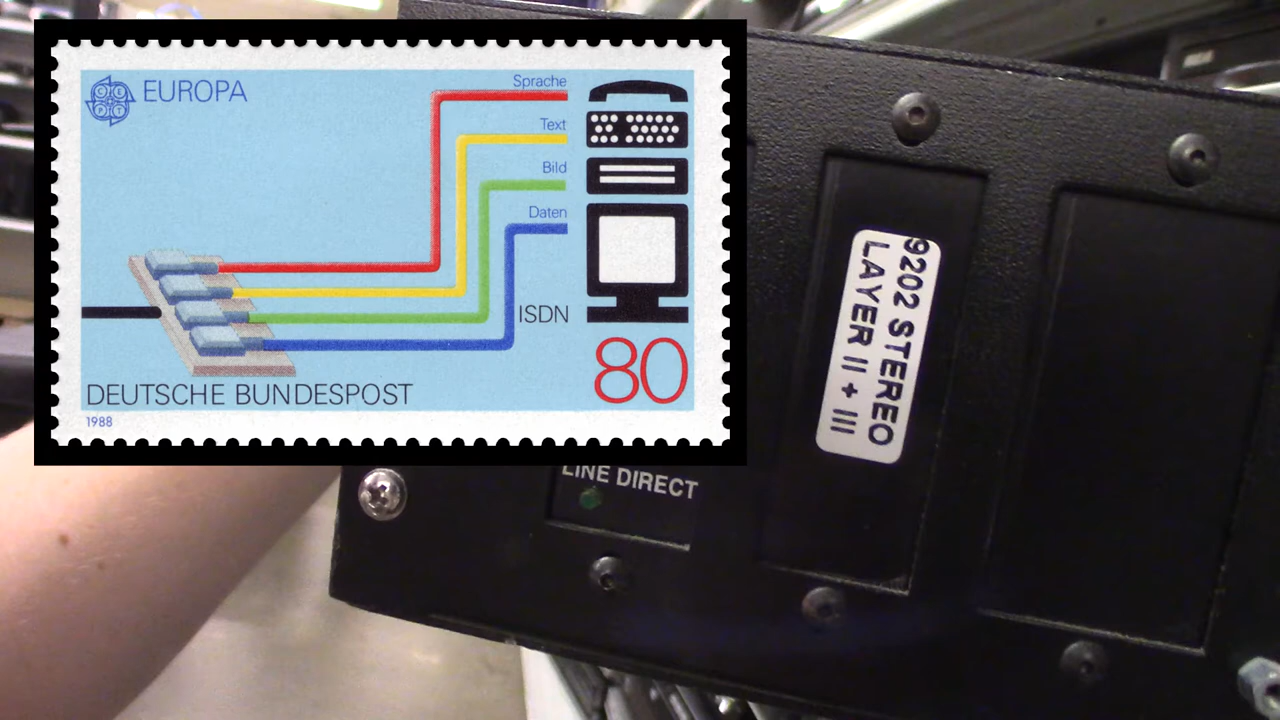 EUROPA
Sprache
Text
Bild
Daten
ISDN
80
DEUTSCHE BUNDESPOST
1988
LINE DIRECT
9202 STEREO
LAYER II + III